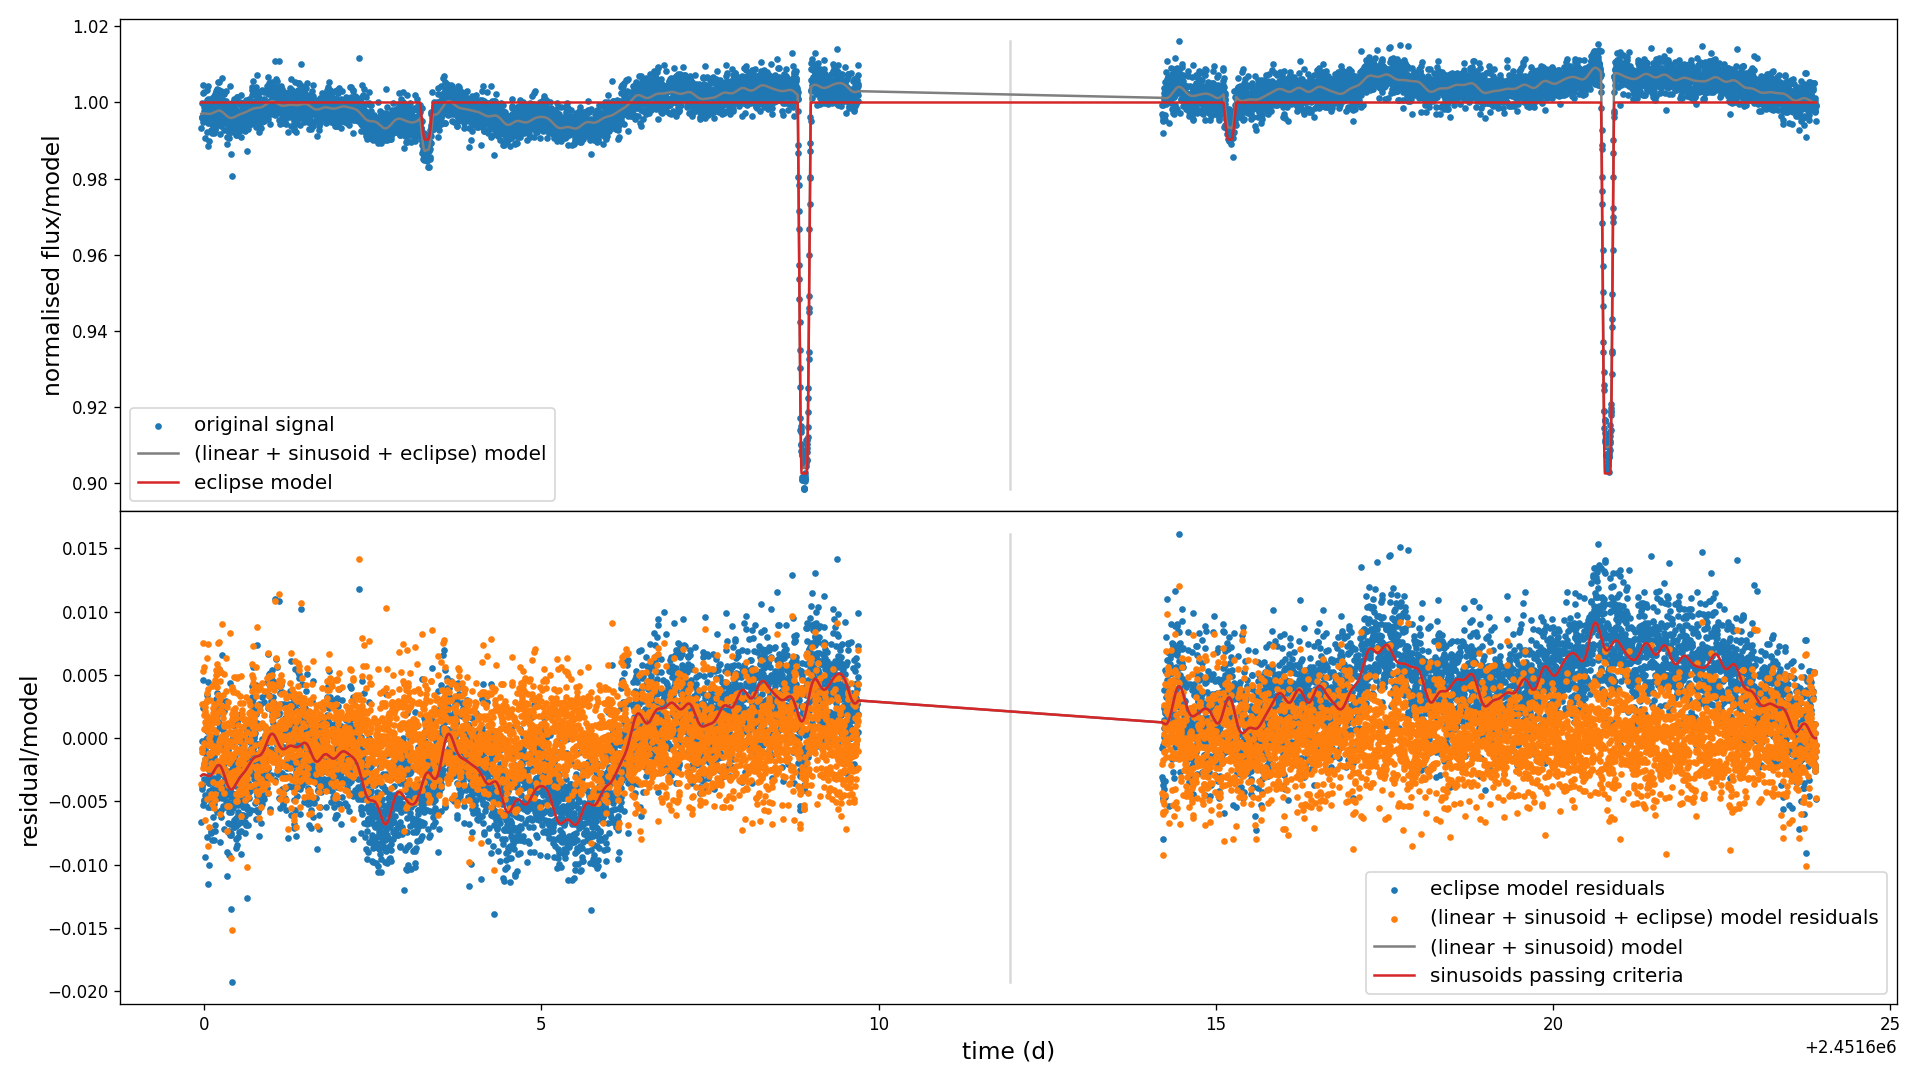 normalised flux/model
1.02
1.00
0.98
0.96
0.94
0.92
0.90
original signal
(linear + sinusoid + eclipse) model
eclipse model
residual/model
0.015
0.010
0.005
0.000
−0.005
−0.010
−0.015
−0.020
eclipse model residuals
(linear + sinusoid + eclipse) model residuals
(linear + sinusoid) model
sinusoids passing criteria
0 5 10 15 20 25
time (d)
+2.4516e6